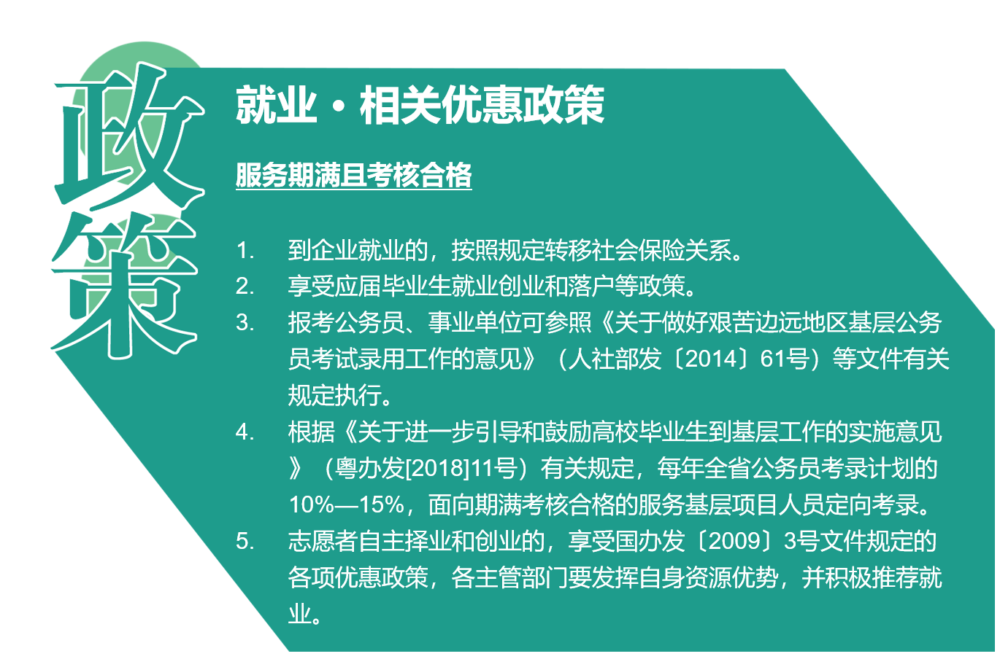 政策
就业·相关优惠政策
服务期满且考核合格
1. 到企业就业的，按照规定转移社会保险关系。
2. 享受应届毕业生就业创业和落户等政策。
3. 报考公务员、事业单位可参照《关于做好艰苦边远地区基层公务
员考试录用工作的意见》（人社部发〔2014〕61号）等文件有关
规定执行。
4. 根据《关于进一步引导和鼓励高校毕业生到基层工作的实施意见
》（粤办发[2018]11号）有关规定，每年全省公务员考录计划的
10%—15%，面向期满考核合格的服务基层项目人员定向考录。
5. 志愿者自主择业和创业的，享受国办发〔2009〕3号文件规定的
各项优惠政策，各主管部门要发挥自身资源优势，并积极推荐就
业。